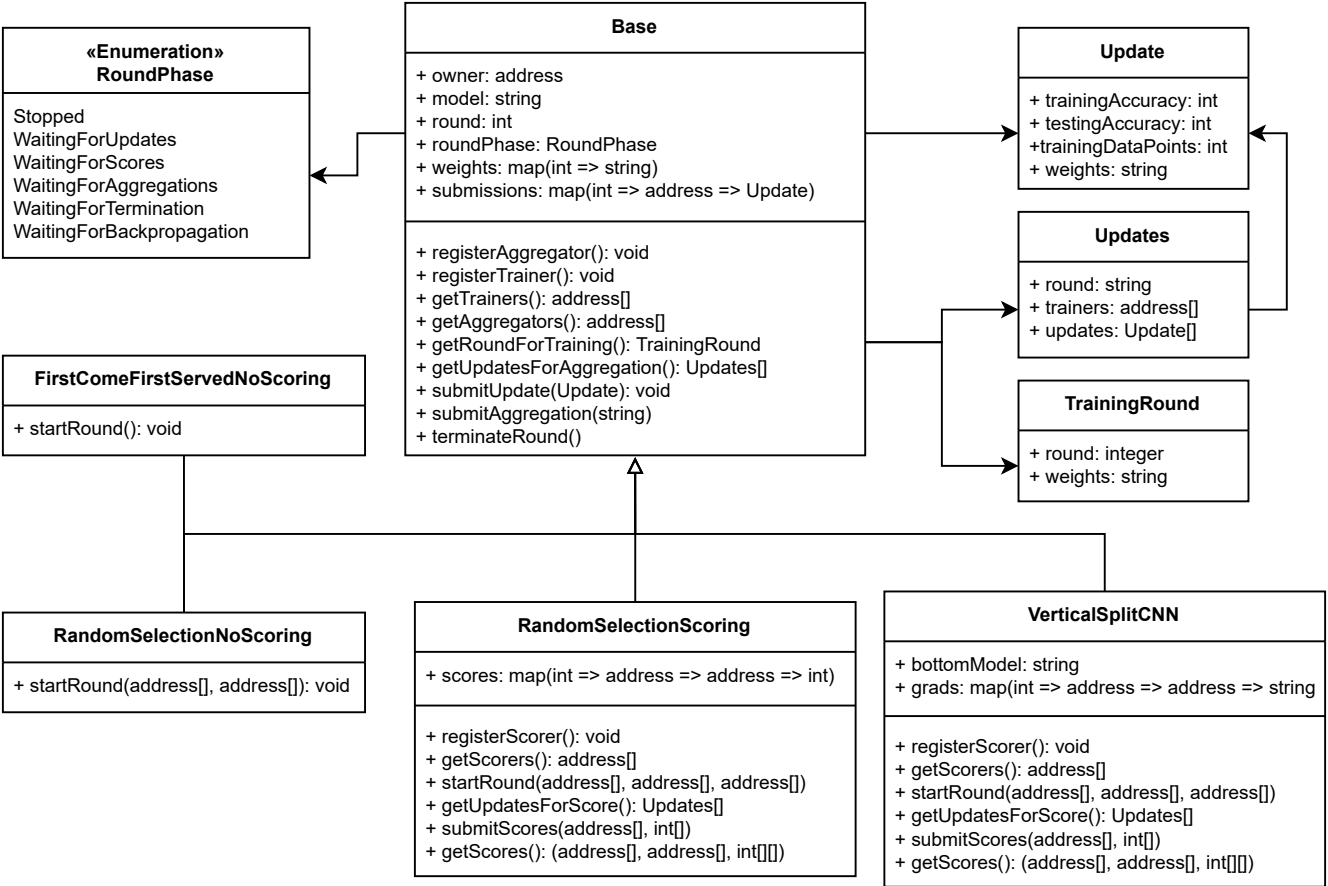 «Enumeration»
RoundPhase
Stopped
WaitingForUpdates
WaitingForScores
WaitingForAggregations
WaitingForTermination
WaitingForBackpropagation
Base
+ owner: address
+ model: string
+ round: int
+ roundPhase: RoundPhase
+ weights: map(int => string)
+ submissions: map(int => address => Update)
+ registerAggregator(): void
+ registerTrainer(): void
+ getTrainers(): address[]
+ getAggregators(): address[]
+ getRoundForTraining(): TrainingRound
+ getUpdatesForAggregation(): Updates[]
+ submitUpdate(Update): void
+ submitAggregation(string)
+ terminateRound()
Update
+ trainingAccuracy: int
+ testingAccuracy: int
+trainingDataPoints: int
+ weights: string
Updates
+ round: string
+ trainers: address[]
+ updates: Update[]
TrainingRound
+ round: integer
+ weights: string
FirstComeFirstServedNoScoring
+ startRound(): void
RandomSelectionNoScoring
+ startRound(address[], address[]): void
RandomSelectionScoring
+ scores: map(int => address => address => int)
+ registerScorer(): void
+ getScorers(): address[]
+ startRound(address[], address[], address[])
+ getUpdatesForScore(): Updates[]
+ submitScores(address[], int[])
+ getScores(): (address[], address[], int[][])
VerticalSplitCNN
+ bottomModel: string
+ grads: map(int => address => address => string
+ registerScorer(): void
+ getScorers(): address[]
+ startRound(address[], address[], address[])
+ getUpdatesForScore(): Updates[]
+ submitScores(address[], int[])
+ getScores(): (address[], address[], int[][])